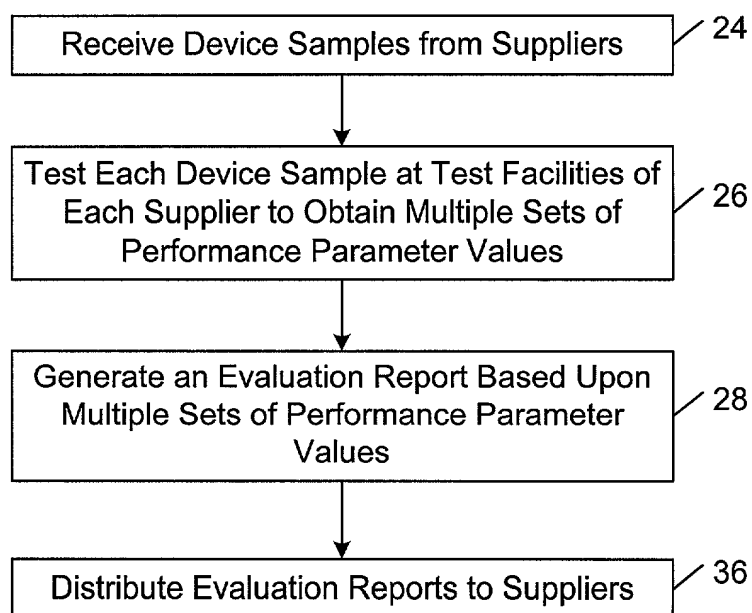 Receive Device Samples from Suppliers
24
Test Each Device Sample at Test Facilities of
Each Supplier to Obtain Multiple Sets of
Performance Parameter Values
26
Generate an Evaluation Report Based Upon
Multiple Sets of Performance Parameter
Values
28
Distribute Evaluation Reports to Suppliers
36